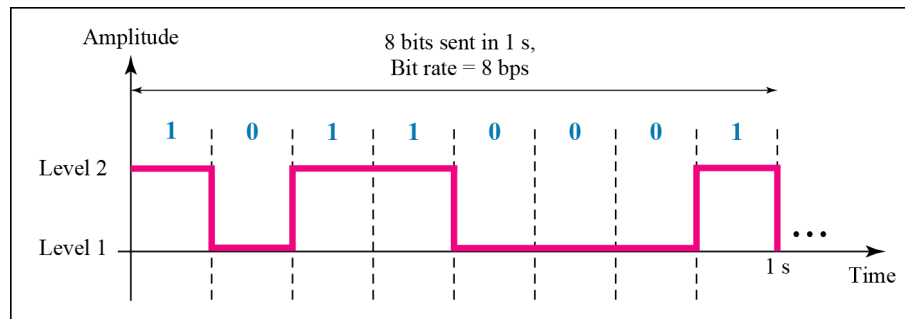 Amplitude
8 bits sent in 1 s,
Bit rate = 8 bps
1 0 1 1 0 0 0 1
Level 2
Level 1
...
1 s
Time